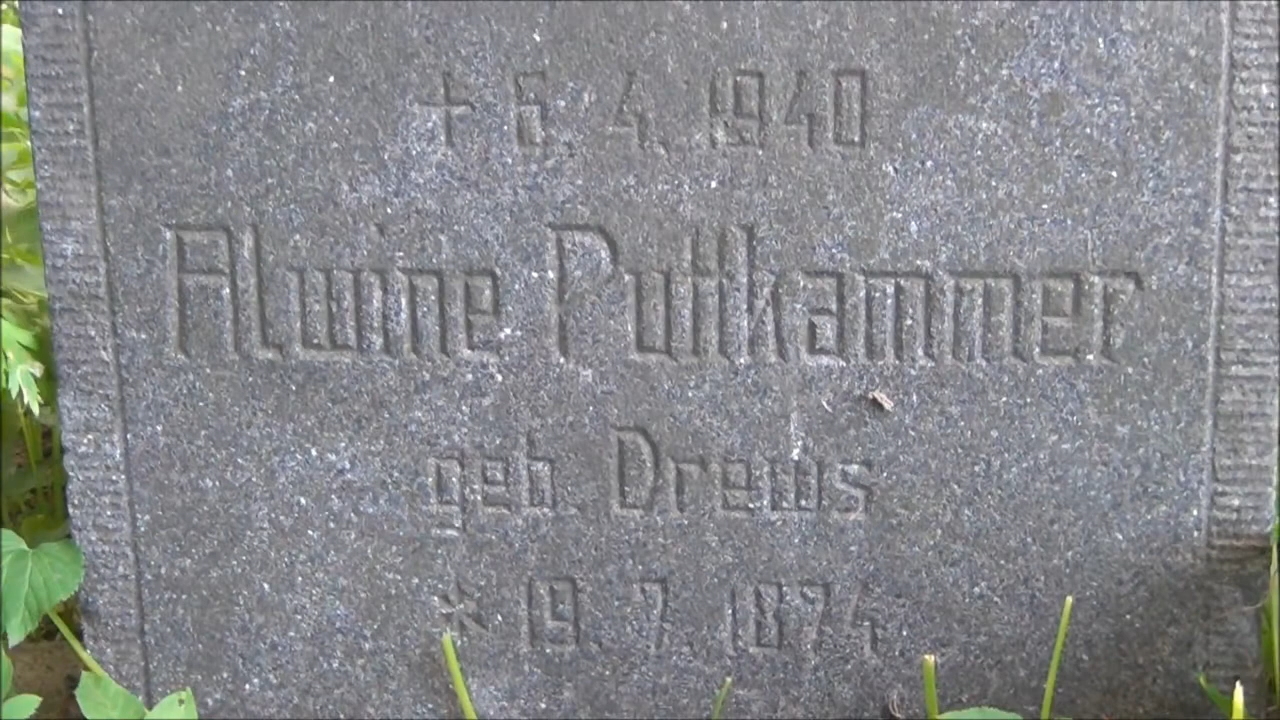 † 6. 4. 1940
Alwine Puttkammer
geb. Drews
* 19. 7. 1874